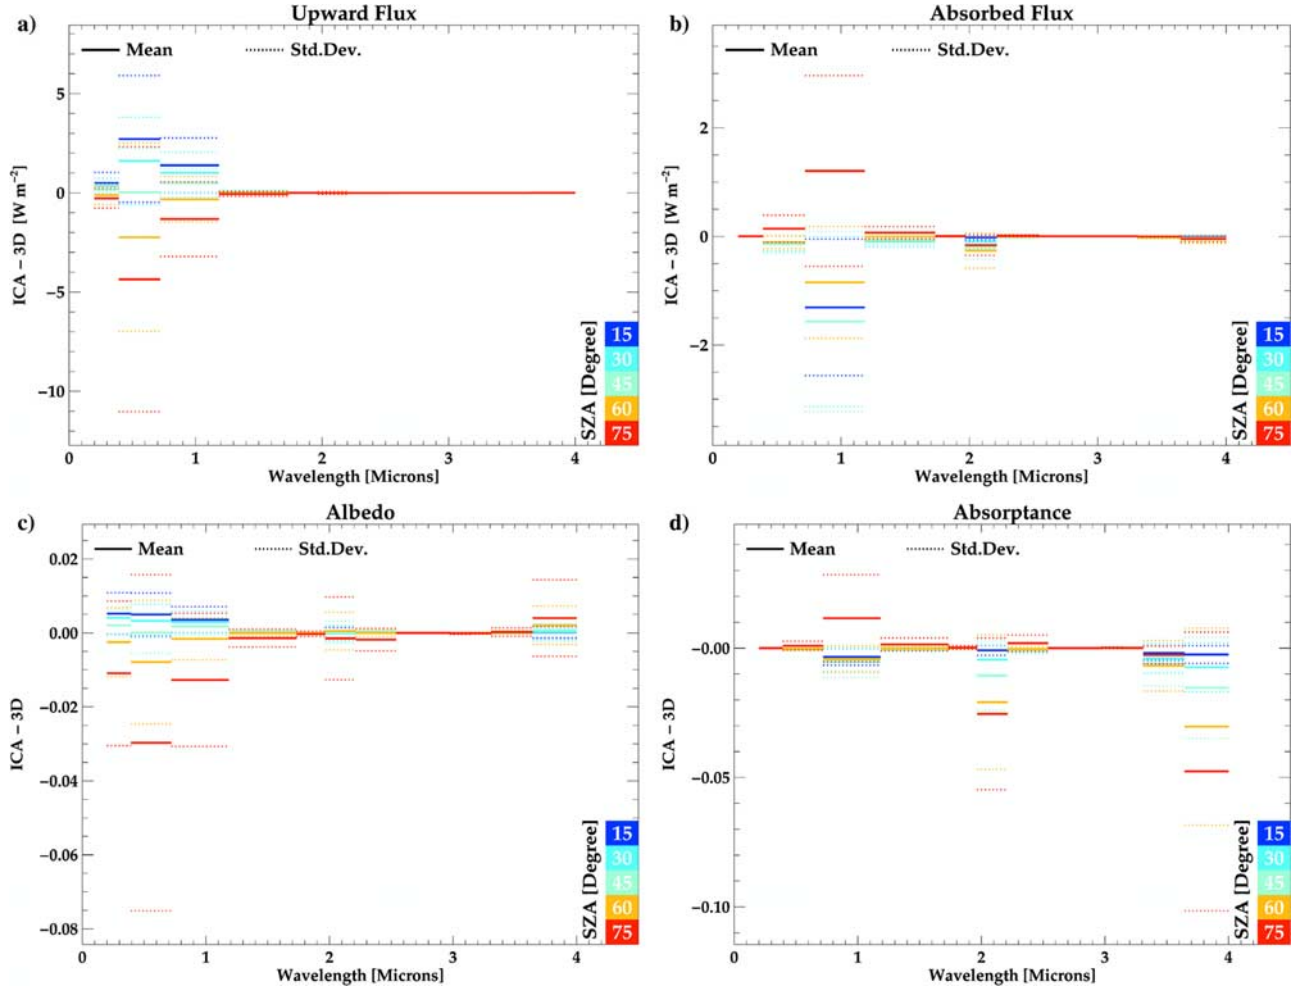 a) Upward Flux
Mean Std.Dev.
5
0
−5
−10
ICA − 3D [W m⁻²]
0 1 2 3 4
Wavelength [Microns]
SZA [Degree]
15
30
45
60
75
b) Absorbed Flux
Mean Std.Dev.
2
0
−2
ICA − 3D [W m⁻²]
0 1 2 3 4
Wavelength [Microns]
SZA [Degree]
15
30
45
60
75
c) Albedo
Mean Std.Dev.
0.02
0.00
−0.02
−0.04
−0.06
−0.08
ICA − 3D
0 1 2 3 4
Wavelength [Microns]
SZA [Degree]
15
30
45
60
75
d) Absorptance
Mean Std.Dev.
−0.00
−0.05
−0.10
ICA − 3D
0 1 2 3 4
Wavelength [Microns]
SZA [Degree]
15
30
45
60
75